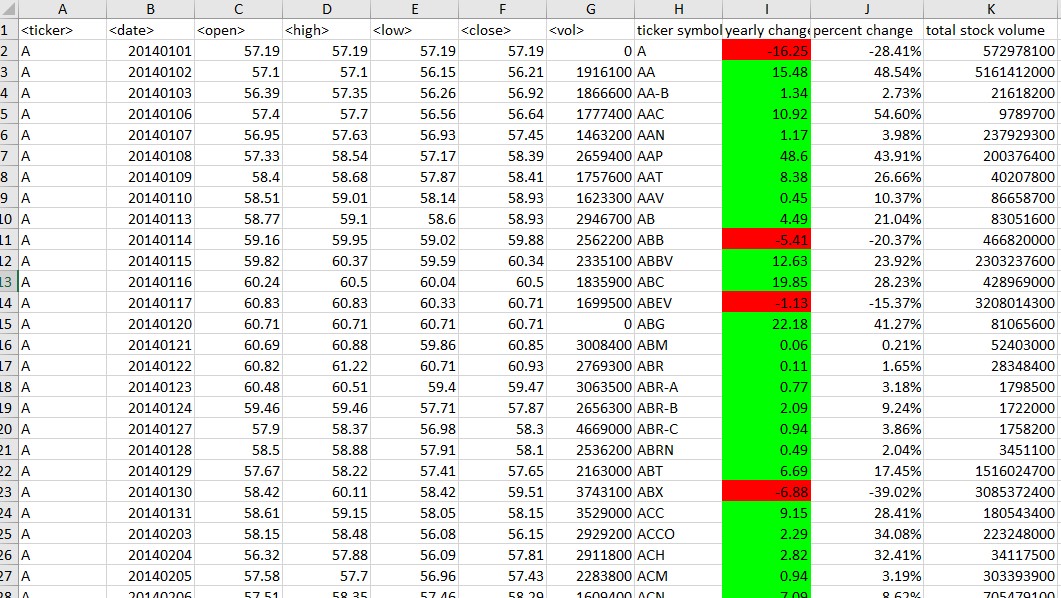 A B C D E F G H I J K
1 <ticker> <date> <open> <high> <low> <close> <vol> ticker symbol yearly change percent change total stock volume
2 A 20140101 57.19 57.19 57.19 57.19 0 A -16.25 -28.41% 572978100
3 A 20140102 57.1 57.1 56.15 56.21 1916100 AA 15.48 48.54% 5161412000
4 A 20140103 56.39 57.35 56.26 56.92 1866600 AA-B 1.34 2.73% 21618200
5 A 20140106 57.4 57.7 56.56 56.64 1777400 AAC 10.92 54.60% 9789700
6 A 20140107 56.95 57.63 56.93 57.45 1463200 AAN 1.17 3.98% 237929300
7 A 20140108 57.33 58.54 57.17 58.39 2659400 AAP 48.6 43.91% 200376400
8 A 20140109 58.4 58.68 57.87 58.41 1757600 AAT 8.38 26.66% 40207800
9 A 20140110 58.51 59.01 58.14 58.93 1623300 AAV 0.45 10.37% 86658700
10 A 20140113 58.77 59.1 58.6 58.93 2946700 AB 4.49 21.04% 83051600
11 A 20140114 59.16 59.95 59.02 59.88 2562200 ABB -5.41 -20.37% 466820000
12 A 20140115 59.82 60.37 59.59 60.34 2335100 ABBV 12.63 23.92% 2303237600
13 A 20140116 60.24 60.5 60.04 60.5 1835900 ABC 19.85 28.23% 428969000
14 A 20140117 60.83 60.83 60.33 60.71 1699500 ABEV -1.13 -15.37% 3208014300
15 A 20140120 60.71 60.71 60.71 60.71 0 ABG 22.18 41.27% 81065600
16 A 20140121 60.69 60.88 59.86 60.85 3008400 ABM 0.06 0.21% 52403000
17 A 20140122 60.82 61.22 60.71 60.93 2769300 ABR 0.11 1.65% 28348400
18 A 20140123 60.48 60.51 59.4 59.47 3063500 ABR-A 0.77 3.18% 1798500
19 A 20140124 59.46 59.46 57.71 57.87 2656300 ABR-B 2.09 9.24% 1722000
20 A 20140127 57.9 58.37 56.98 58.3 4669000 ABR-C 0.94 3.86% 1758200
21 A 20140128 58.5 58.88 57.91 58.1 2536200 ABRN 0.49 2.04% 3451100
22 A 20140129 57.67 58.22 57.41 57.65 2163000 ABT 6.69 17.45% 1516024700
23 A 20140130 58.42 60.11 58.42 59.51 3743100 ABX -6.88 -39.02% 3085372400
24 A 20140131 58.61 59.15 58.05 58.15 3529000 ACC 9.15 28.41% 180543400
25 A 20140203 58.15 58.48 56.08 56.15 2929200 ACCO 2.29 34.08% 223248000
26 A 20140204 56.32 57.88 56.09 57.81 2911800 ACH 2.82 32.41% 34117500
27 A 20140205 57.58 57.7 56.96 57.43 2283800 ACM 0.94 3.19% 303393900
28 A 20140206 57.51 58.35 57.46 58.29 1609400 ACN 7.09 8.62% 705479100